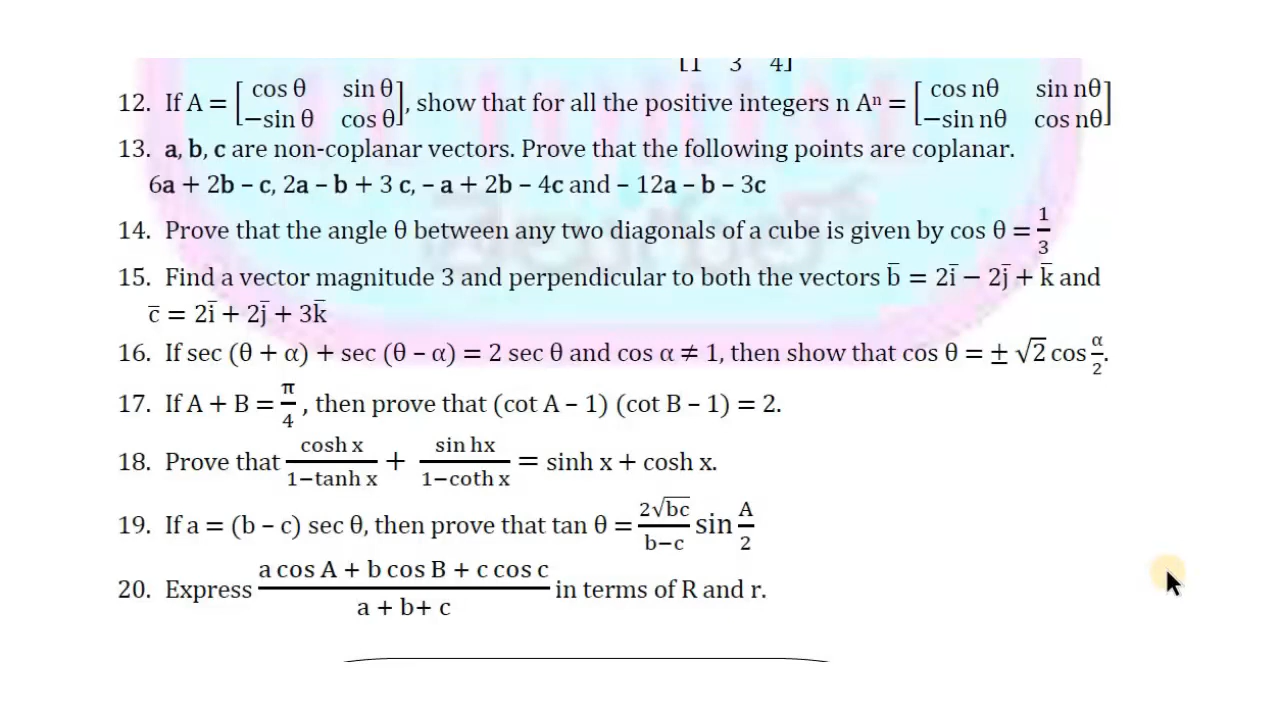 [1 3 4]
12. If A = [cos θ sin θ −sin θ cos θ], show that for all the positive integers n Aⁿ = [cos nθ sin nθ −sin nθ cos nθ]
13. a, b, c are non-coplanar vectors. Prove that the following points are coplanar.
6a + 2b – c, 2a – b + 3 c, – a + 2b – 4c and – 12a – b – 3c
14. Prove that the angle θ between any two diagonals of a cube is given by cos θ = 1/3
15. Find a vector magnitude 3 and perpendicular to both the vectors b̄ = 2ī − 2j̄ + k̄ and
c̄ = 2ī + 2j̄ + 3k̄
16. If sec (θ + α) + sec (θ – α) = 2 sec θ and cos α ≠ 1, then show that cos θ = ± √2 cos α/2.
17. If A + B = π/4 , then prove that (cot A – 1) (cot B – 1) = 2.
18. Prove that cosh x/1−tanh x + sin hx/1−coth x = sinh x + cosh x.
19. If a = (b – c) sec θ, then prove that tan θ = 2√bc/b−c sin A/2
20. Express a cos A + b cos B + c cos c/a + b+ c in terms of R and r.